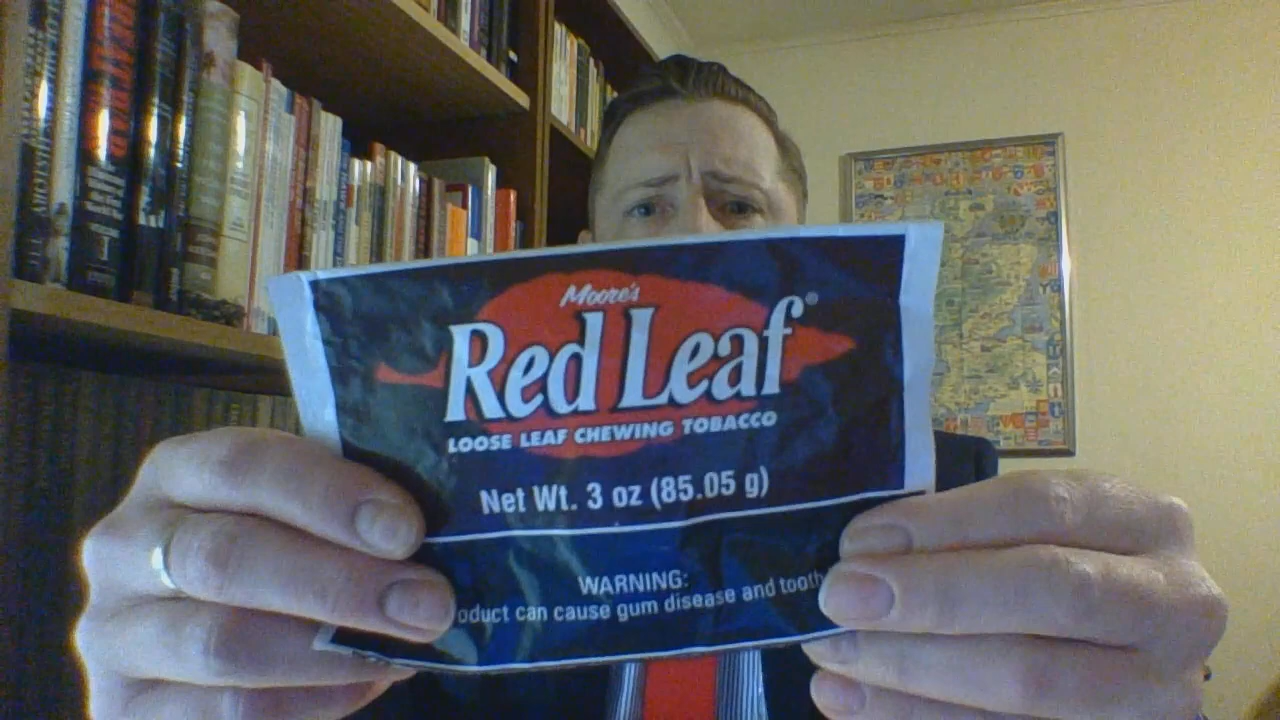 Moore's
Red Leaf®
LOOSE LEAF CHEWING TOBACCO
Net Wt. 3 oz (85.05 g)
WARNING:
oduct can cause gum disease and tooth